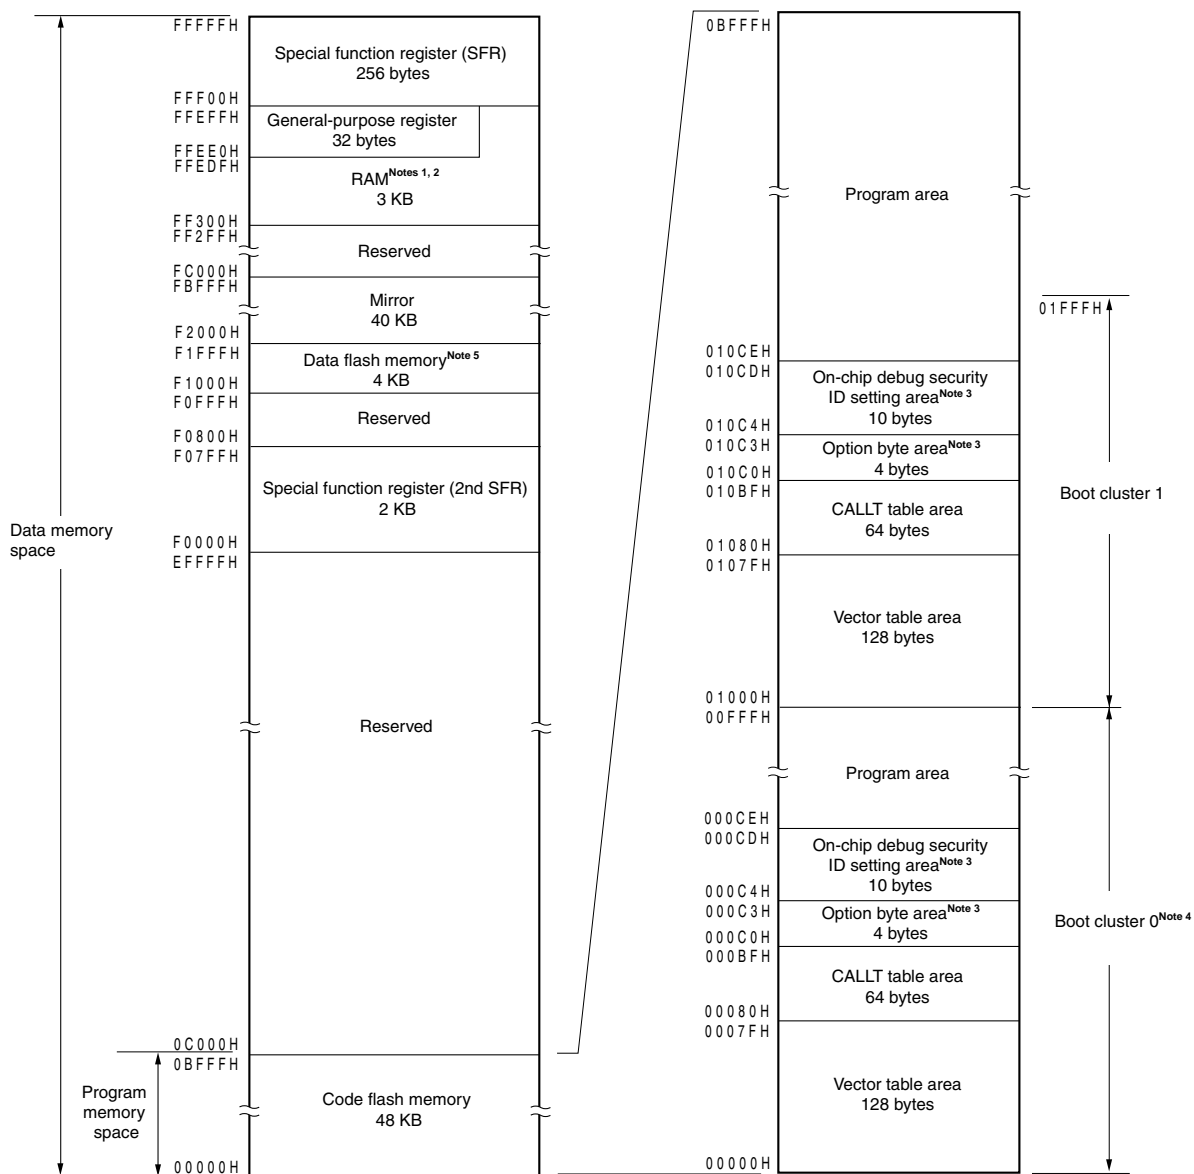 FFFFFH
Special function register (SFR)
256 bytes
FFF00H
FFEFFH
General-purpose register
32 bytes
FFEE0H
FFEDFH
RAMNotes 1, 2
3 KB
FF300H
FF2FFH
Reserved
FC000H
FBFFFH
Mirror
40 KB
F2000H
F1FFFH
Data flash memoryNote 5
4 KB
F1000H
F0FFFH
Reserved
F0800H
F07FFH
Special function register (2nd SFR)
2 KB
Data memory
space
F0000H
EFFFFH
Reserved
0C000H
0BFFFH
Program
memory
space
Code flash memory
48 KB
00000H
0BFFFH
Program area
01FFFH
010CEH
010CDH
On-chip debug security
ID setting areaNote 3
10 bytes
010C4H
010C3H
Option byte areaNote 3
4 bytes
010C0H
010BFH
Boot cluster 1
CALLT table area
64 bytes
01080H
0107FH
Vector table area
128 bytes
01000H
00FFFH
Program area
000CEH
000CDH
On-chip debug security
ID setting areaNote 3
10 bytes
000C4H
000C3H
Option byte areaNote 3
4 bytes
Boot cluster 0Note 4
000C0H
000BFH
CALLT table area
64 bytes
00080H
0007FH
Vector table area
128 bytes
00000H